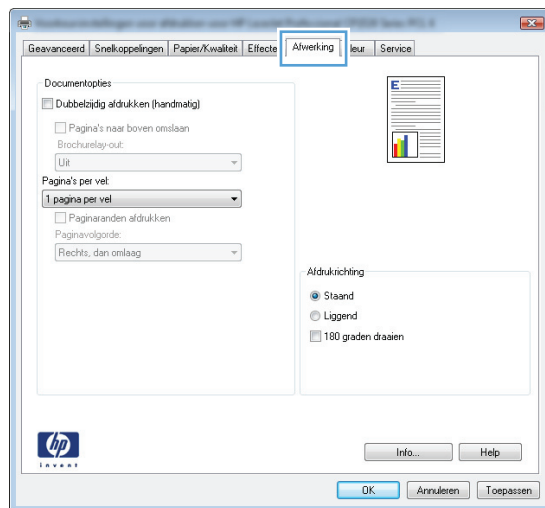 Geavanceerd Snelkoppelingen Papier/Kwaliteit Effecte Afwerking leur Service
Documentopties
Dubbelzijdig afdrukken (handmatig)
Pagina's naar boven omslaan
Brochurelay-out:
Uit
Pagina's per vel:
1 pagina per vel
Paginaranden afdrukken
Paginavolgorde:
Rechts, dan omlaag
E
Afdrukrichting
Staand
Liggend
180 graden draaien
hp
invent
Info... Help
OK Annuleren Toepassen